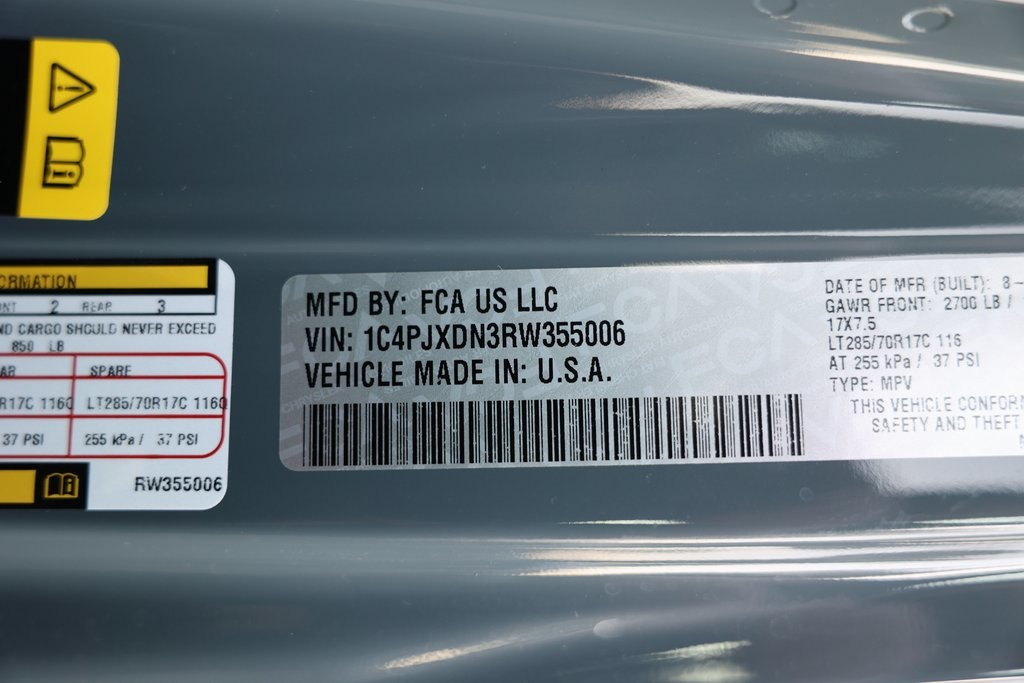 RMATION
NT 2 REAR 3
ND CARGO SHOULD NEVER EXCEED
850 LB
AR SPARE
R17C 116Q LT285/70R17C 116Q
37 PSI 255 kPa / 37 PSI
RW355006
MFD BY: FCA US LLC
VIN: 1C4PJXDN3RW355006
VEHICLE MADE IN: U.S.A.
DATE OF MFR (BUILT): 8-
GAWR FRONT: 2700 LB /
17X7.5
LT285/70R17C 116
AT 255 kPa / 37 PSI
TYPE: MPV
THIS VEHICLE CONFOR
SAFETY AND THEFT